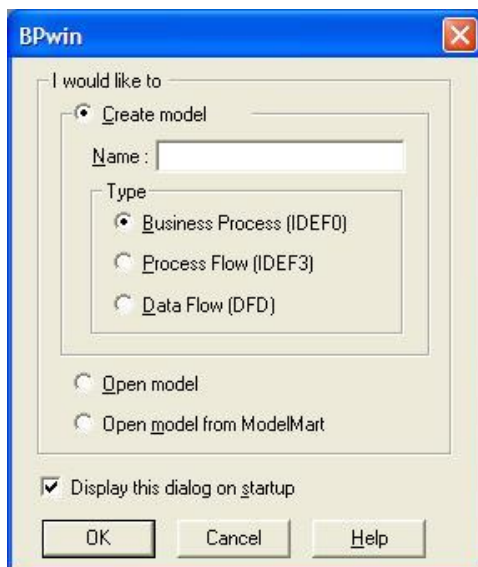 BPwin
I would like to
Create model
Name :
Type
Business Process (IDEF0)
Process Flow (IDEF3)
Data Flow (DFD)
Open model
Open model from ModelMart
Display this dialog on startup
OK Cancel Help